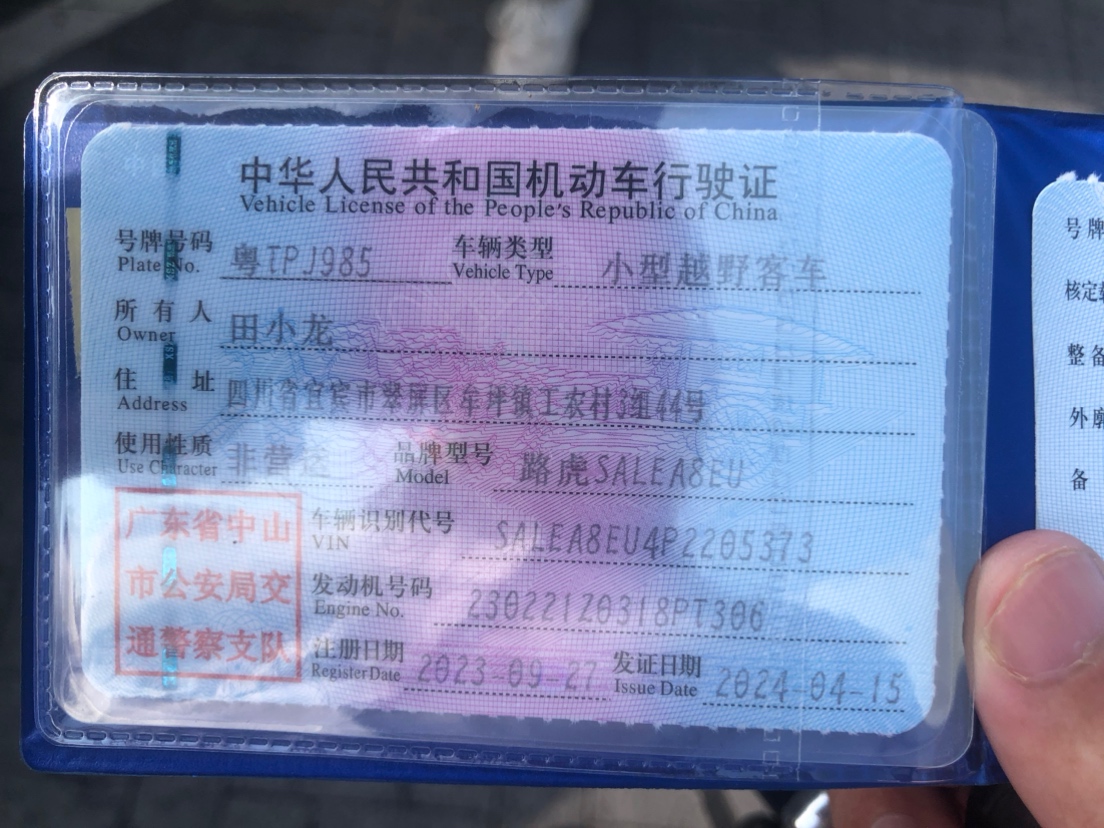 中华人民共和国机动车行驶证
Vehicle License of the People's Republic of China
号牌号码 粤TPJ985 车辆类型 小型越野客车
Plate No. Vehicle Type
所有人 田小龙
Owner
住址 四川省宜宾市翠屏区牟坪镇工农村3组44号
Address
使用性质 非营运 品牌型号 路虎SALEA8EU
Use Character Model
广东省中山
市公安局交
通警察支队
车辆识别代号 SALEA8EU4P2205373
VIN
发动机号码 230221Z0318PT306
Engine No.
注册日期 2023-09-27 发证日期 2024-04-15
Register Date Issue Date
号牌
核定
整备
外廓
备